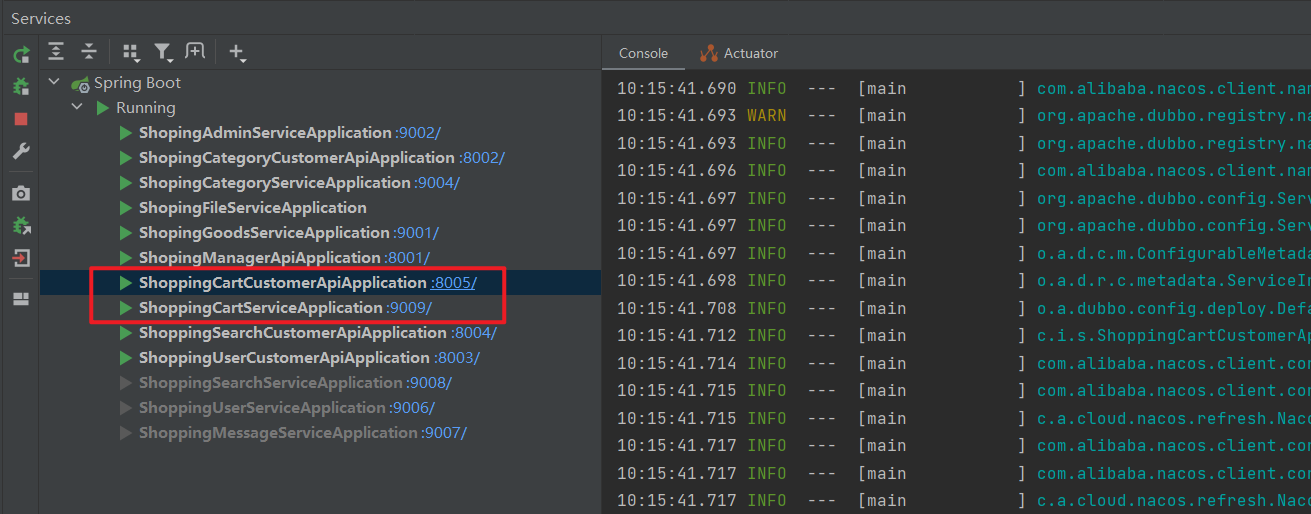 Services
Spring Boot
Running
ShopingAdminServiceApplication :9002/
ShopingCategoryCustomerApiApplication :8002/
ShopingCategoryServiceApplication :9004/
ShopingFileServiceApplication
ShopingGoodsServiceApplication :9001/
ShopingManagerApiApplication :8001/
ShoppingCartCustomerApiApplication :8005/
ShoppingCartServiceApplication :9009/
ShoppingSearchCustomerApiApplication :8004/
ShoppingUserCustomerApiApplication :8003/
ShoppingSearchServiceApplication :9008/
ShoppingUserServiceApplication :9006/
ShoppingMessageServiceApplication :9007/
Console Actuator
10:15:41.690 INFO --- [main ] com.alibaba.nacos.client.nam
10:15:41.693 WARN --- [main ] org.apache.dubbo.registry.na
10:15:41.693 INFO --- [main ] org.apache.dubbo.registry.na
10:15:41.696 INFO --- [main ] com.alibaba.nacos.client.nam
10:15:41.697 INFO --- [main ] org.apache.dubbo.config.Serv
10:15:41.697 INFO --- [main ] org.apache.dubbo.config.Serv
10:15:41.697 INFO --- [main ] o.a.d.c.m.ConfigurableMetada
10:15:41.698 INFO --- [main ] o.a.d.r.c.metadata.ServiceIn
10:15:41.708 INFO --- [main ] o.a.dubbo.config.deploy.Defa
10:15:41.712 INFO --- [main ] c.i.s.ShoppingCartCustomerAp
10:15:41.714 INFO --- [main ] com.alibaba.nacos.client.con
10:15:41.715 INFO --- [main ] com.alibaba.nacos.client.con
10:15:41.715 INFO --- [main ] c.a.cloud.nacos.refresh.Naco
10:15:41.717 INFO --- [main ] com.alibaba.nacos.client.con
10:15:41.717 INFO --- [main ] com.alibaba.nacos.client.con
10:15:41.717 INFO --- [main ] c.a.cloud.nacos.refresh.Naco